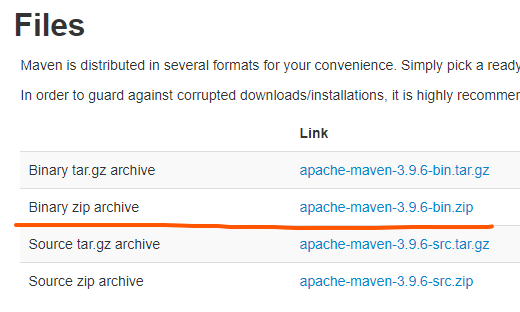 Files
Maven is distributed in several formats for your convenience. Simply pick a ready
In order to guard against corrupted downloads/installations, it is highly recommen
Link
Binary tar.gz archive apache-maven-3.9.6-bin.tar.gz
Binary zip archive apache-maven-3.9.6-bin.zip
Source tar.gz archive apache-maven-3.9.6-src.tar.gz
Source zip archive apache-maven-3.9.6-src.zip